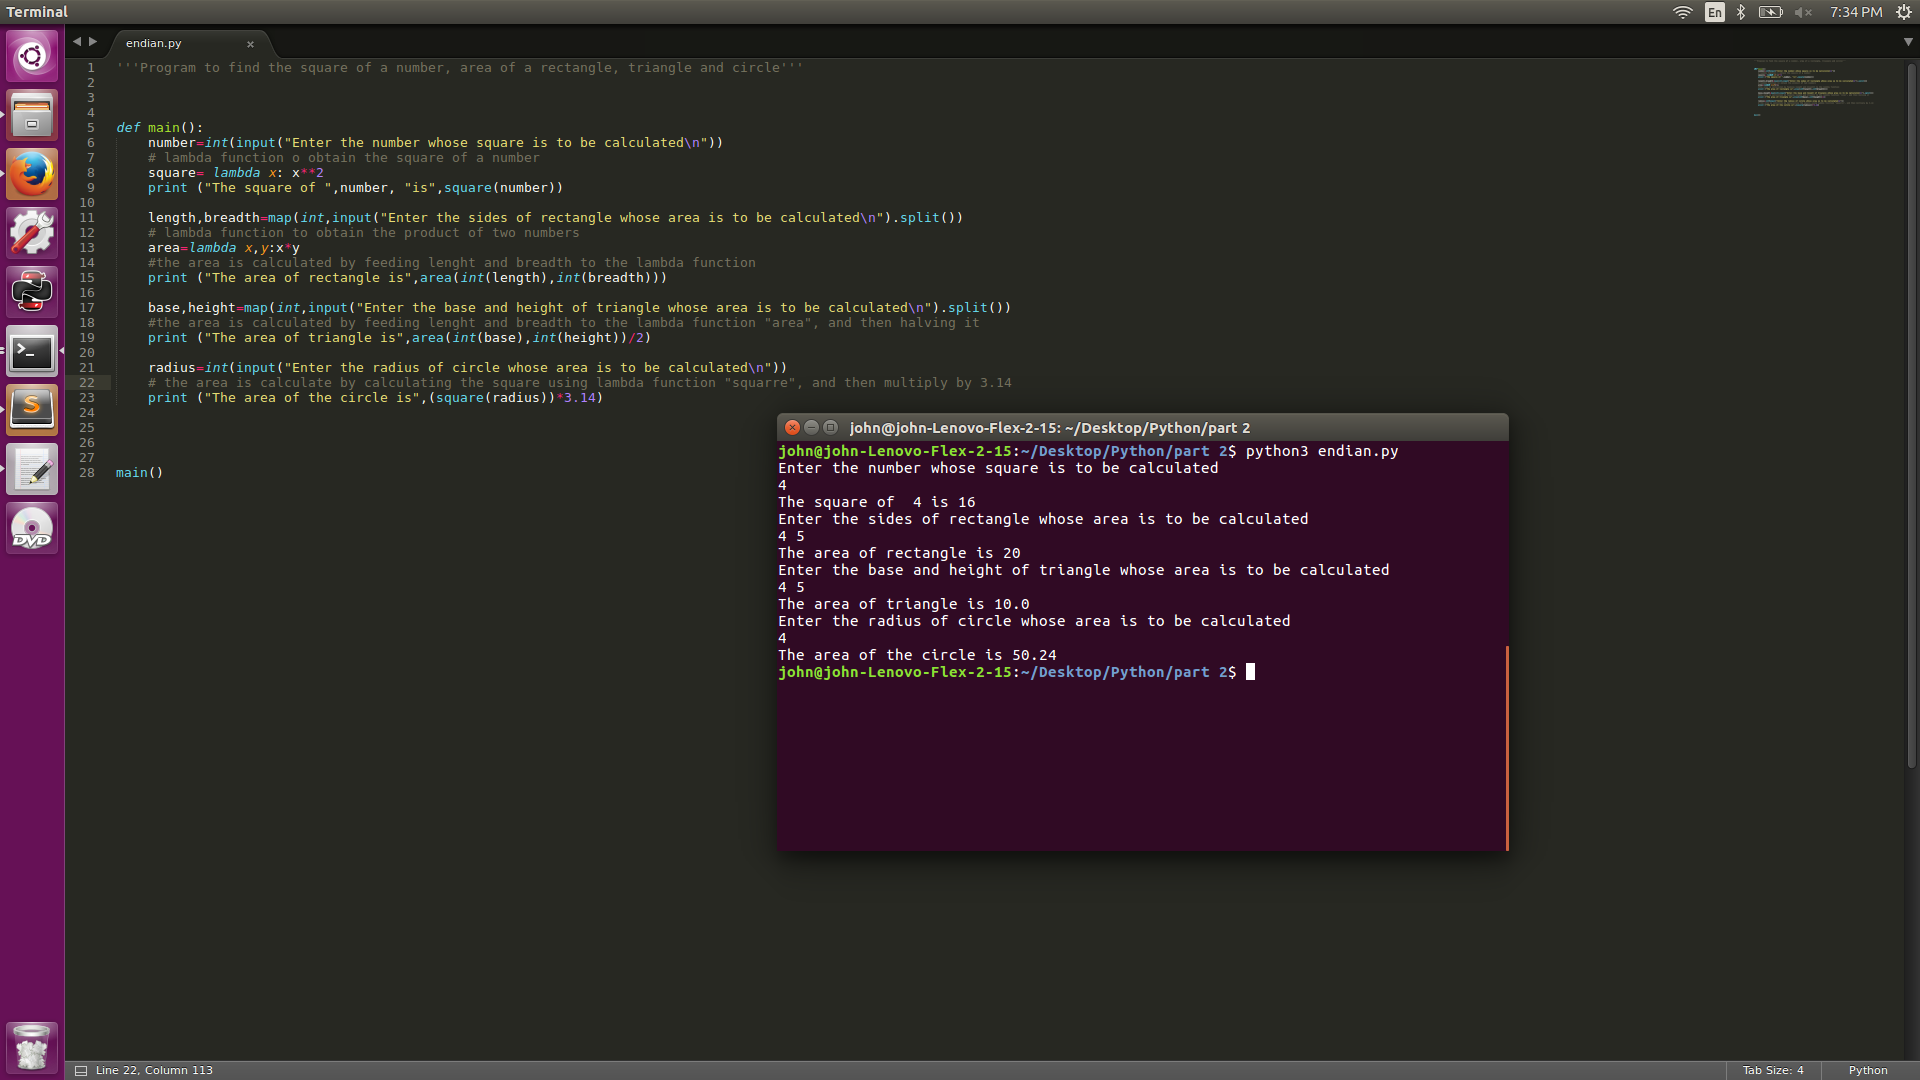 Terminal
En
7:34 PM
endian.py
1 '''Program to find the square of a number, area of a rectangle, triangle and circle'''
2
3
4
5 def main():
6 number=int(input("Enter the number whose square is to be calculated\n"))
7 # lambda function o obtain the square of a number
8 square= lambda x: x**2
9 print ("The square of ",number, "is",square(number))
10
11 length,breadth=map(int,input("Enter the sides of rectangle whose area is to be calculated\n").split())
12 # lambda function to obtain the product of two numbers
13 area=lambda x,y:x*y
14 #the area is calculated by feeding lenght and breadth to the lambda function
15 print ("The area of rectangle is",area(int(length),int(breadth)))
16
17 base,height=map(int,input("Enter the base and height of triangle whose area is to be calculated\n").split())
18 #the area is calculated by feeding lenght and breadth to the lambda function "area", and then halving it
19 print ("The area of triangle is",area(int(base),int(height))/2)
20
21 radius=int(input("Enter the radius of circle whose area is to be calculated\n"))
22 # the area is calculate by calculating the square using lambda function "squarre", and then multiply by 3.14
23 print ("The area of the circle is",(square(radius))*3.14)
24
25
26
27
28 main()
john@john-Lenovo-Flex-2-15: ~/Desktop/Python/part 2
john@john-Lenovo-Flex-2-15:~/Desktop/Python/part 2$ python3 endian.py
Enter the number whose square is to be calculated
4
The square of  4 is 16
Enter the sides of rectangle whose area is to be calculated
4 5
The area of rectangle is 20
Enter the base and height of triangle whose area is to be calculated
4 5
The area of triangle is 10.0
Enter the radius of circle whose area is to be calculated
4
The area of the circle is 50.24
john@john-Lenovo-Flex-2-15:~/Desktop/Python/part 2$
DVD
Line 22, Column 113
Tab Size: 4
Python